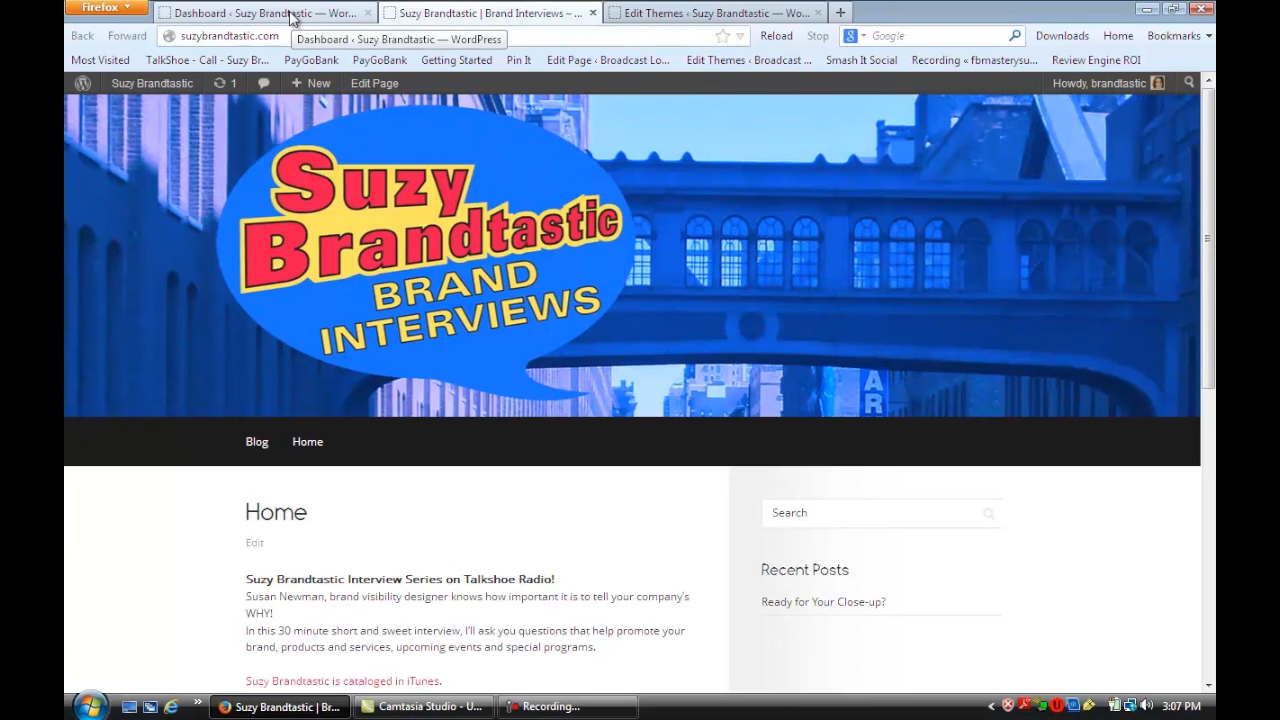 Firefox
Dashboard ‹ Suzy Brandtastic — Wor...
Suzy Brandtastic | Brand Interviews – ...
Edit Themes ‹ Suzy Brandtastic — Wo...
Back
Forward
suzybrandtastic.com
Dashboard ‹ Suzy Brandtastic — WordPress
Google
Reload
Stop
Downloads
Home
Bookmarks
Most Visited
TalkShoe - Call - Suzy Br...
PayGoBank
PayGoBank
Getting Started
Pin It
Edit Page ‹ Broadcast Lo...
Edit Themes ‹ Broadcast ...
Smash It Social
Recording « fbmasterysu...
Review Engine ROI
Suzy Brandtastic
1
New
Edit Page
Howdy, brandtastic
Suzy
Brandtastic
BRAND
INTERVIEWS
AR
Blog
Home
Home
Edit
Suzy Brandtastic Interview Series on Talkshoe Radio!
Susan Newman, brand visibility designer knows how important it is to tell your company’s
WHY!
In this 30 minute short and sweet interview, I’ll ask you questions that help promote your
brand, products and services, upcoming events and special programs.
Suzy Brandtastic is cataloged in iTunes.
Search
Recent Posts
Ready for Your Close-up?
Suzy Brandtastic | Br...
Camtasia Studio - U...
Recording...
3:07 PM